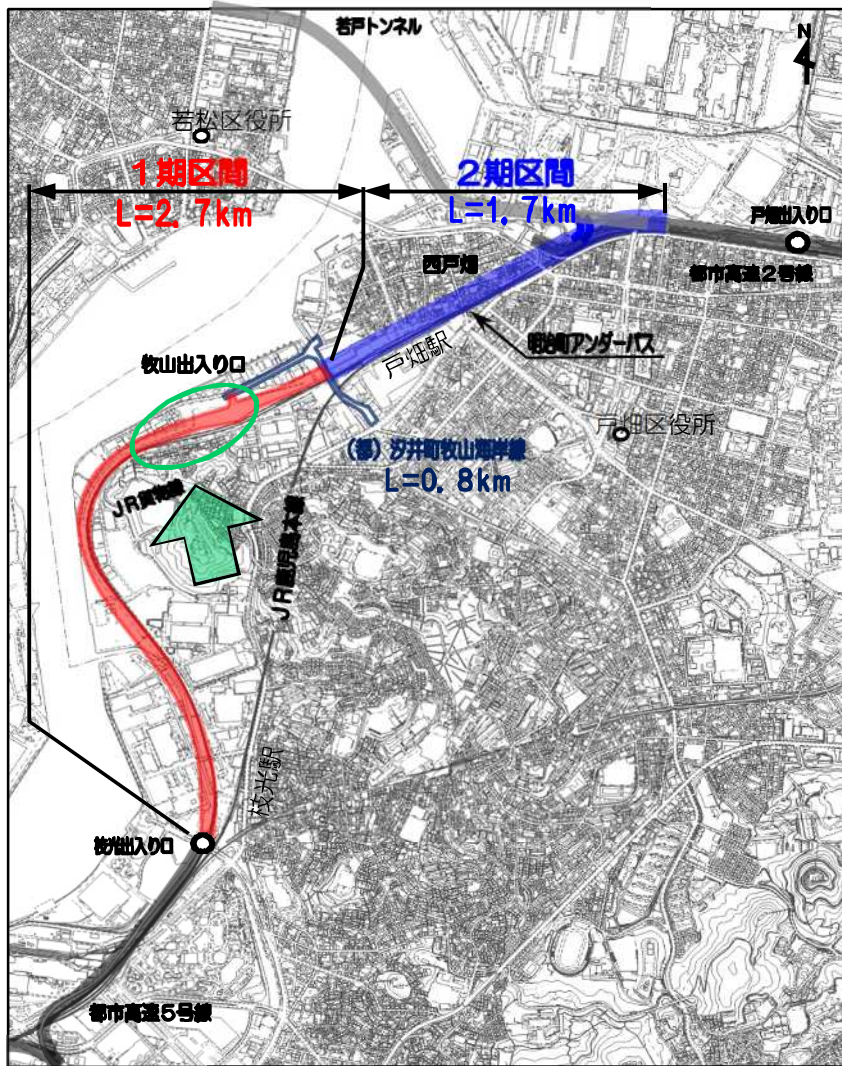 若戸トンネル
N
若松区役所
1期区間
L=2.7km
2期区間
L=1.7km
戸畑出入り口
都市高速2号線
西戸畑
明治町アンダーパス
戸畑駅
牧山出入り口
戸畑区役所
(都) 汐井町牧山海岸線
L=0.8km
JR貨物線
JR鹿児島本線
枝光駅
枝光出入り口
都市高速5号線